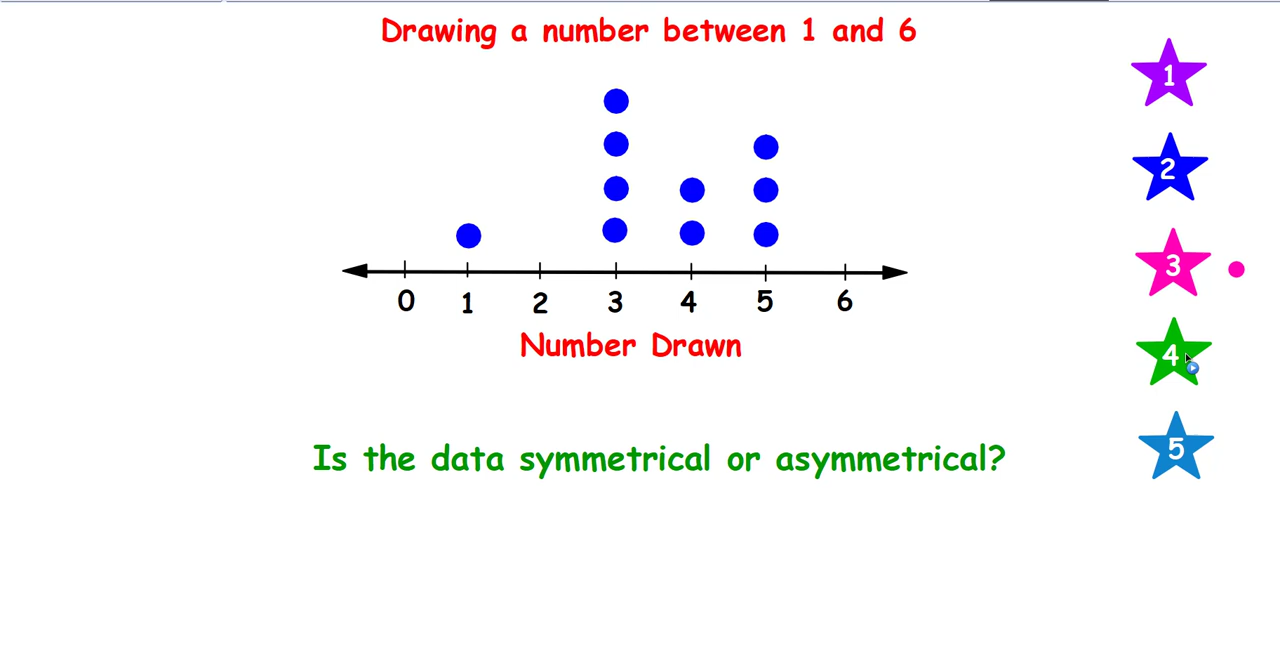 Drawing a number between 1 and 6
1
2
3
4
5
0 1 2 3 4 5 6
Number Drawn
Is the data symmetrical or asymmetrical?